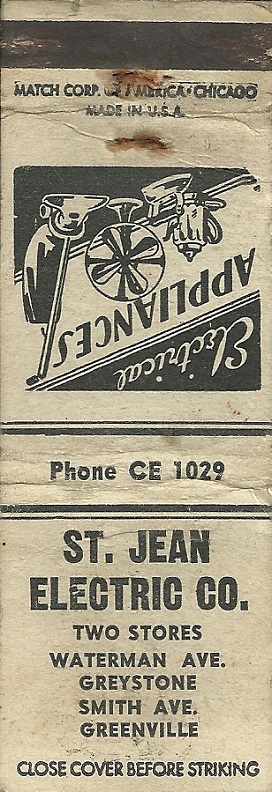 MATCH CORP. OF AMERICA · CHICAGO
MADE IN U.S.A.
Electrical
APPLIANCES
Phone CE 1029
ST. JEAN
ELECTRIC CO.
TWO STORES
WATERMAN AVE.
GREYSTONE
SMITH AVE.
GREENVILLE
CLOSE COVER BEFORE STRIKING